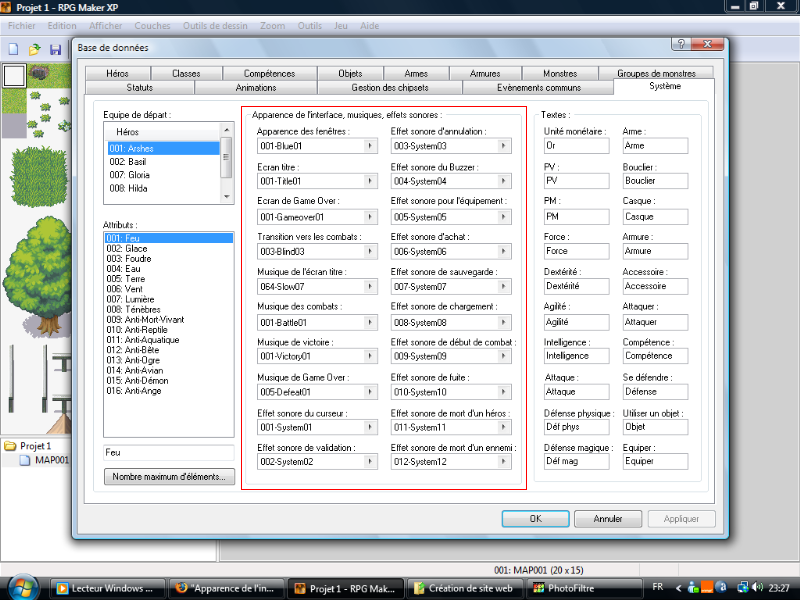 Projet 1 - RPG Maker XP
Fichier Edition Afficher Couches Outils de dessin Zoom Outils Jeu Aide
Base de données
Héros Classes Compétences Objets Armes Armures Monstres Groupes de monstres
Statuts Animations Gestion des chipsets Evènements communs Système
Equipe de départ :
Héros
001: Arshes
002: Basil
007: Gloria
008: Hilda
Attributs :
001: Feu
002: Glace
003: Foudre
004: Eau
005: Terre
006: Vent
007: Lumière
008: Ténèbres
009: Anti-Mort-Vivant
010: Anti-Reptile
011: Anti-Aquatique
012: Anti-Bête
013: Anti-Ogre
014: Anti-Avian
015: Anti-Démon
016: Anti-Ange
Feu
Nombre maximum d'éléments...
Apparence de l'interface, musiques, effets sonores :
Apparence des fenêtres :
001-Blue01
Ecran titre :
001-Title01
Ecran de Game Over :
001-Gameover01
Transition vers les combats :
003-Blind03
Musique de l'écran titre :
064-Slow07
Musique des combats :
001-Battle01
Musique de victoire :
001-Victory01
Musique de Game Over :
005-Defeat01
Effet sonore du curseur :
001-System01
Effet sonore de validation :
002-System02
Effet sonore d'annulation :
003-System03
Effet sonore du Buzzer :
004-System04
Effet sonore pour l'équipement :
005-System05
Effet sonore d'achat :
006-System06
Effet sonore de sauvegarde :
007-System07
Effet sonore de chargement :
008-System08
Effet sonore de début de combat :
009-System09
Effet sonore de fuite :
010-System10
Effet sonore de mort d'un héros :
011-System11
Effet sonore de mort d'un ennemi :
012-System12
Textes :
Unité monétaire :
Or
PV :
PV
PM :
PM
Force :
Force
Dextérité :
Dextérité
Agilité :
Agilité
Intelligence :
Intelligence
Attaque :
Attaque
Défense physique :
Déf phys
Défense magique :
Déf mag
Arme :
Arme
Bouclier :
Bouclier
Casque :
Casque
Armure :
Armure
Accessoire :
Accessoire
Attaquer :
Attaquer
Compétence :
Compétence
Se défendre :
Défense
Utiliser un objet :
Objet
Equiper :
Equiper
OK Annuler Appliquer
Projet 1
MAP001
001: MAP001 (20 x 15)
Lecteur Windows ... "Apparence de l'in... Projet 1 - RPG Mak... Création de site web PhotoFiltre FR 23:27